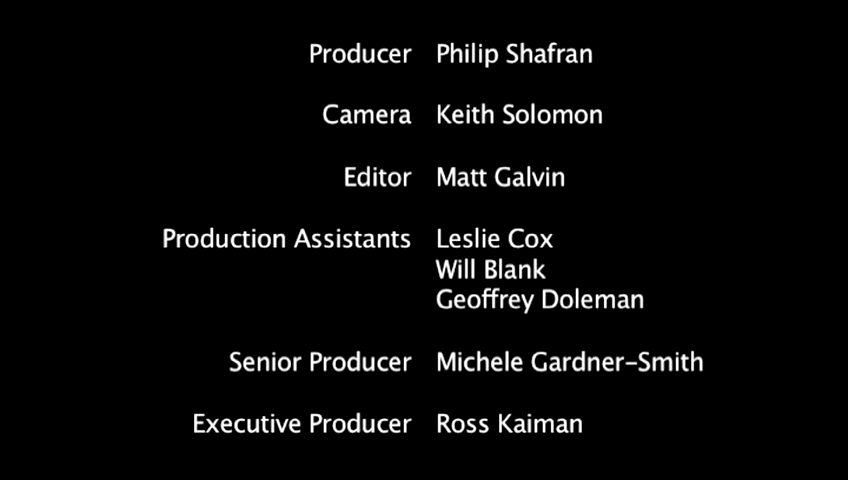 Producer Philip Shafran
Camera Keith Solomon
Editor Matt Galvin
Production Assistants Leslie Cox
Will Blank
Geoffrey Doleman
Senior Producer Michele Gardner-Smith
Executive Producer Ross Kaiman